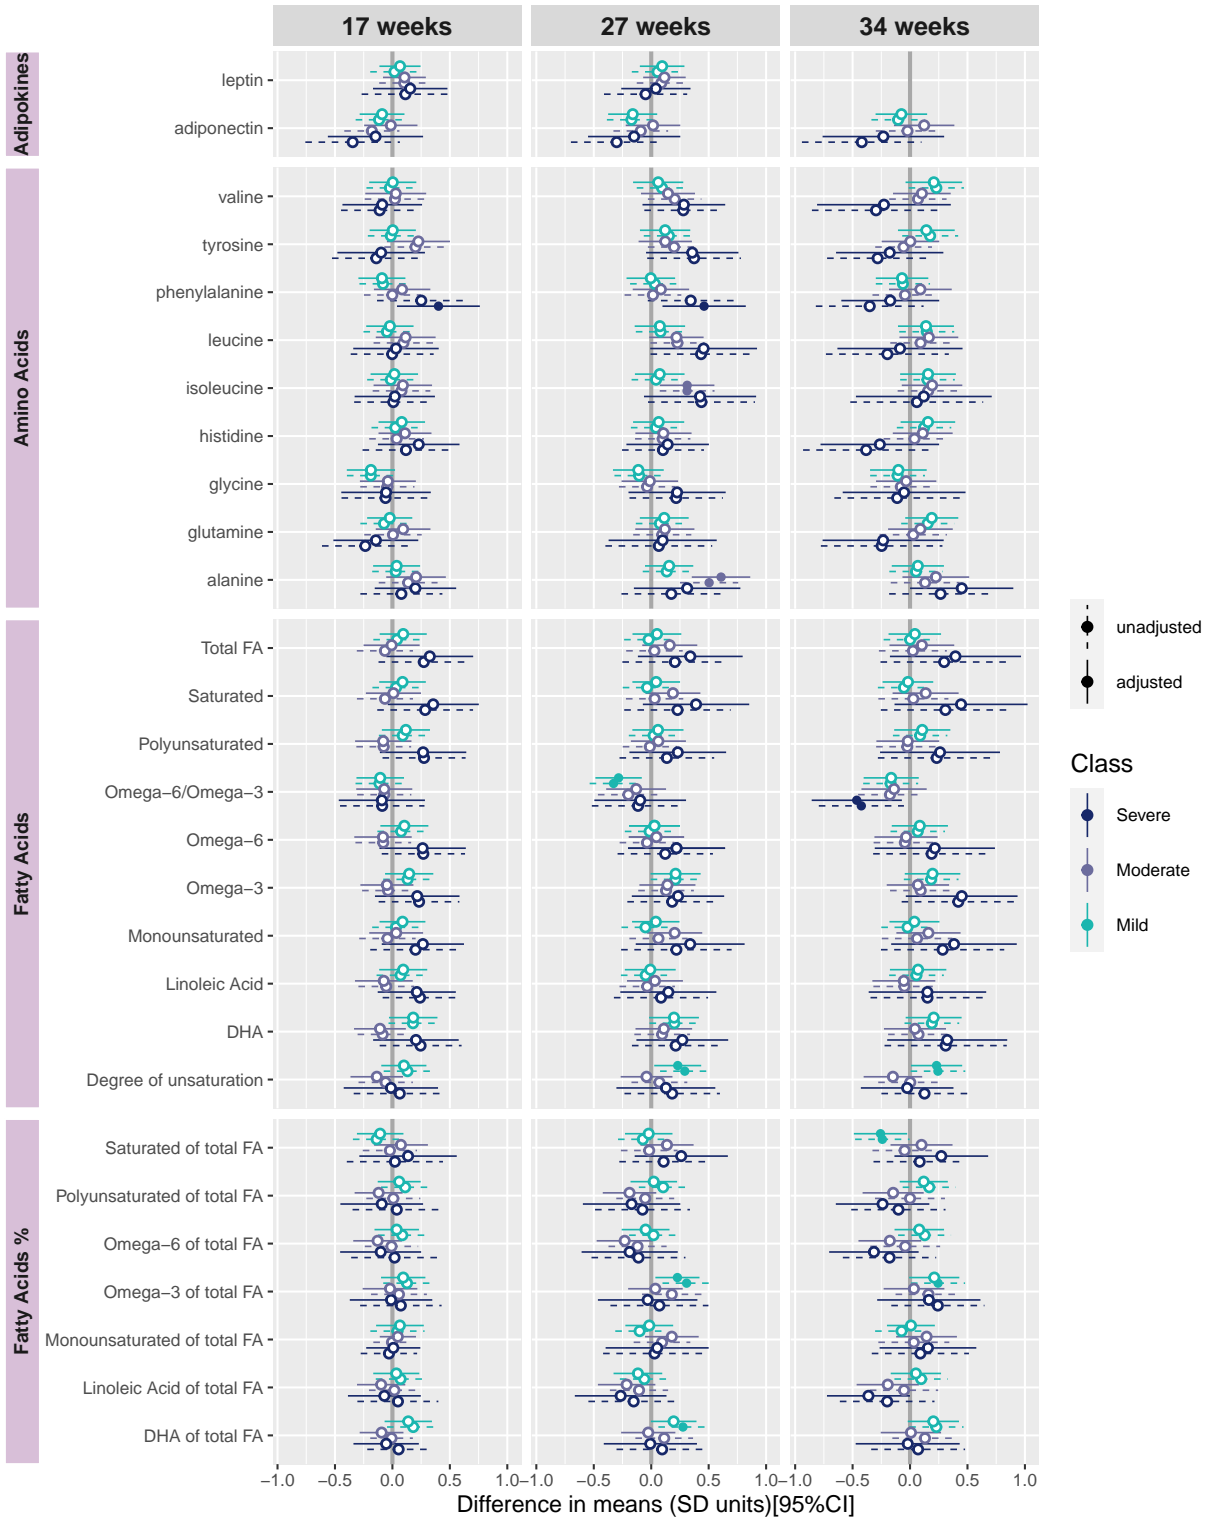 17 weeks 27 weeks 34 weeks
Adipokines
leptin
adiponectin
Amino Acids
valine
tyrosine
phenylalanine
leucine
isoleucine
histidine
glycine
glutamine
alanine
Fatty Acids
Total FA
Saturated
Polyunsaturated
Omega−6/Omega−3
Omega−6
Omega−3
Monounsaturated
Linoleic Acid
DHA
Degree of unsaturation
Fatty Acids %
Saturated of total FA
Polyunsaturated of total FA
Omega−6 of total FA
Omega−3 of total FA
Monounsaturated of total FA
Linoleic Acid of total FA
DHA of total FA
−1.0 −0.5 0.0 0.5 1.0 −1.0 −0.5 0.0 0.5 1.0 −1.0 −0.5 0.0 0.5 1.0
Difference in means (SD units)[95%CI]
unadjusted
adjusted
Class
Severe
Moderate
Mild